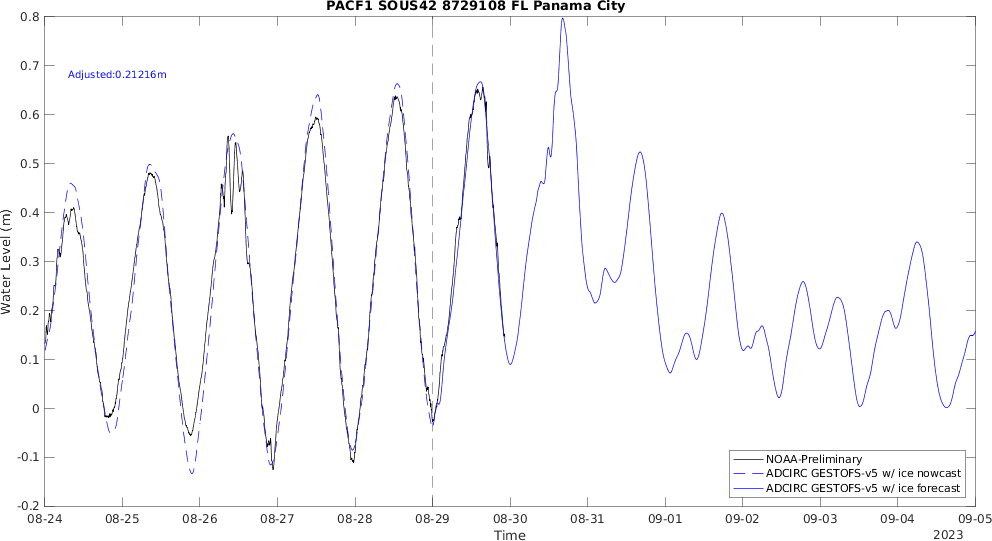 PACF1 SOUS42 8729108 FL Panama City
Adjusted:0.21216m
Water Level (m)
0.8
0.7
0.6
0.5
0.4
0.3
0.2
0.1
0
-0.1
-0.2
NOAA-Preliminary
ADCIRC GESTOFS-v5 w/ ice nowcast
ADCIRC GESTOFS-v5 w/ ice forecast
08-24 08-25 08-26 08-27 08-28 08-29 08-30 08-31 09-01 09-02 09-03 09-04 09-05
Time
2023